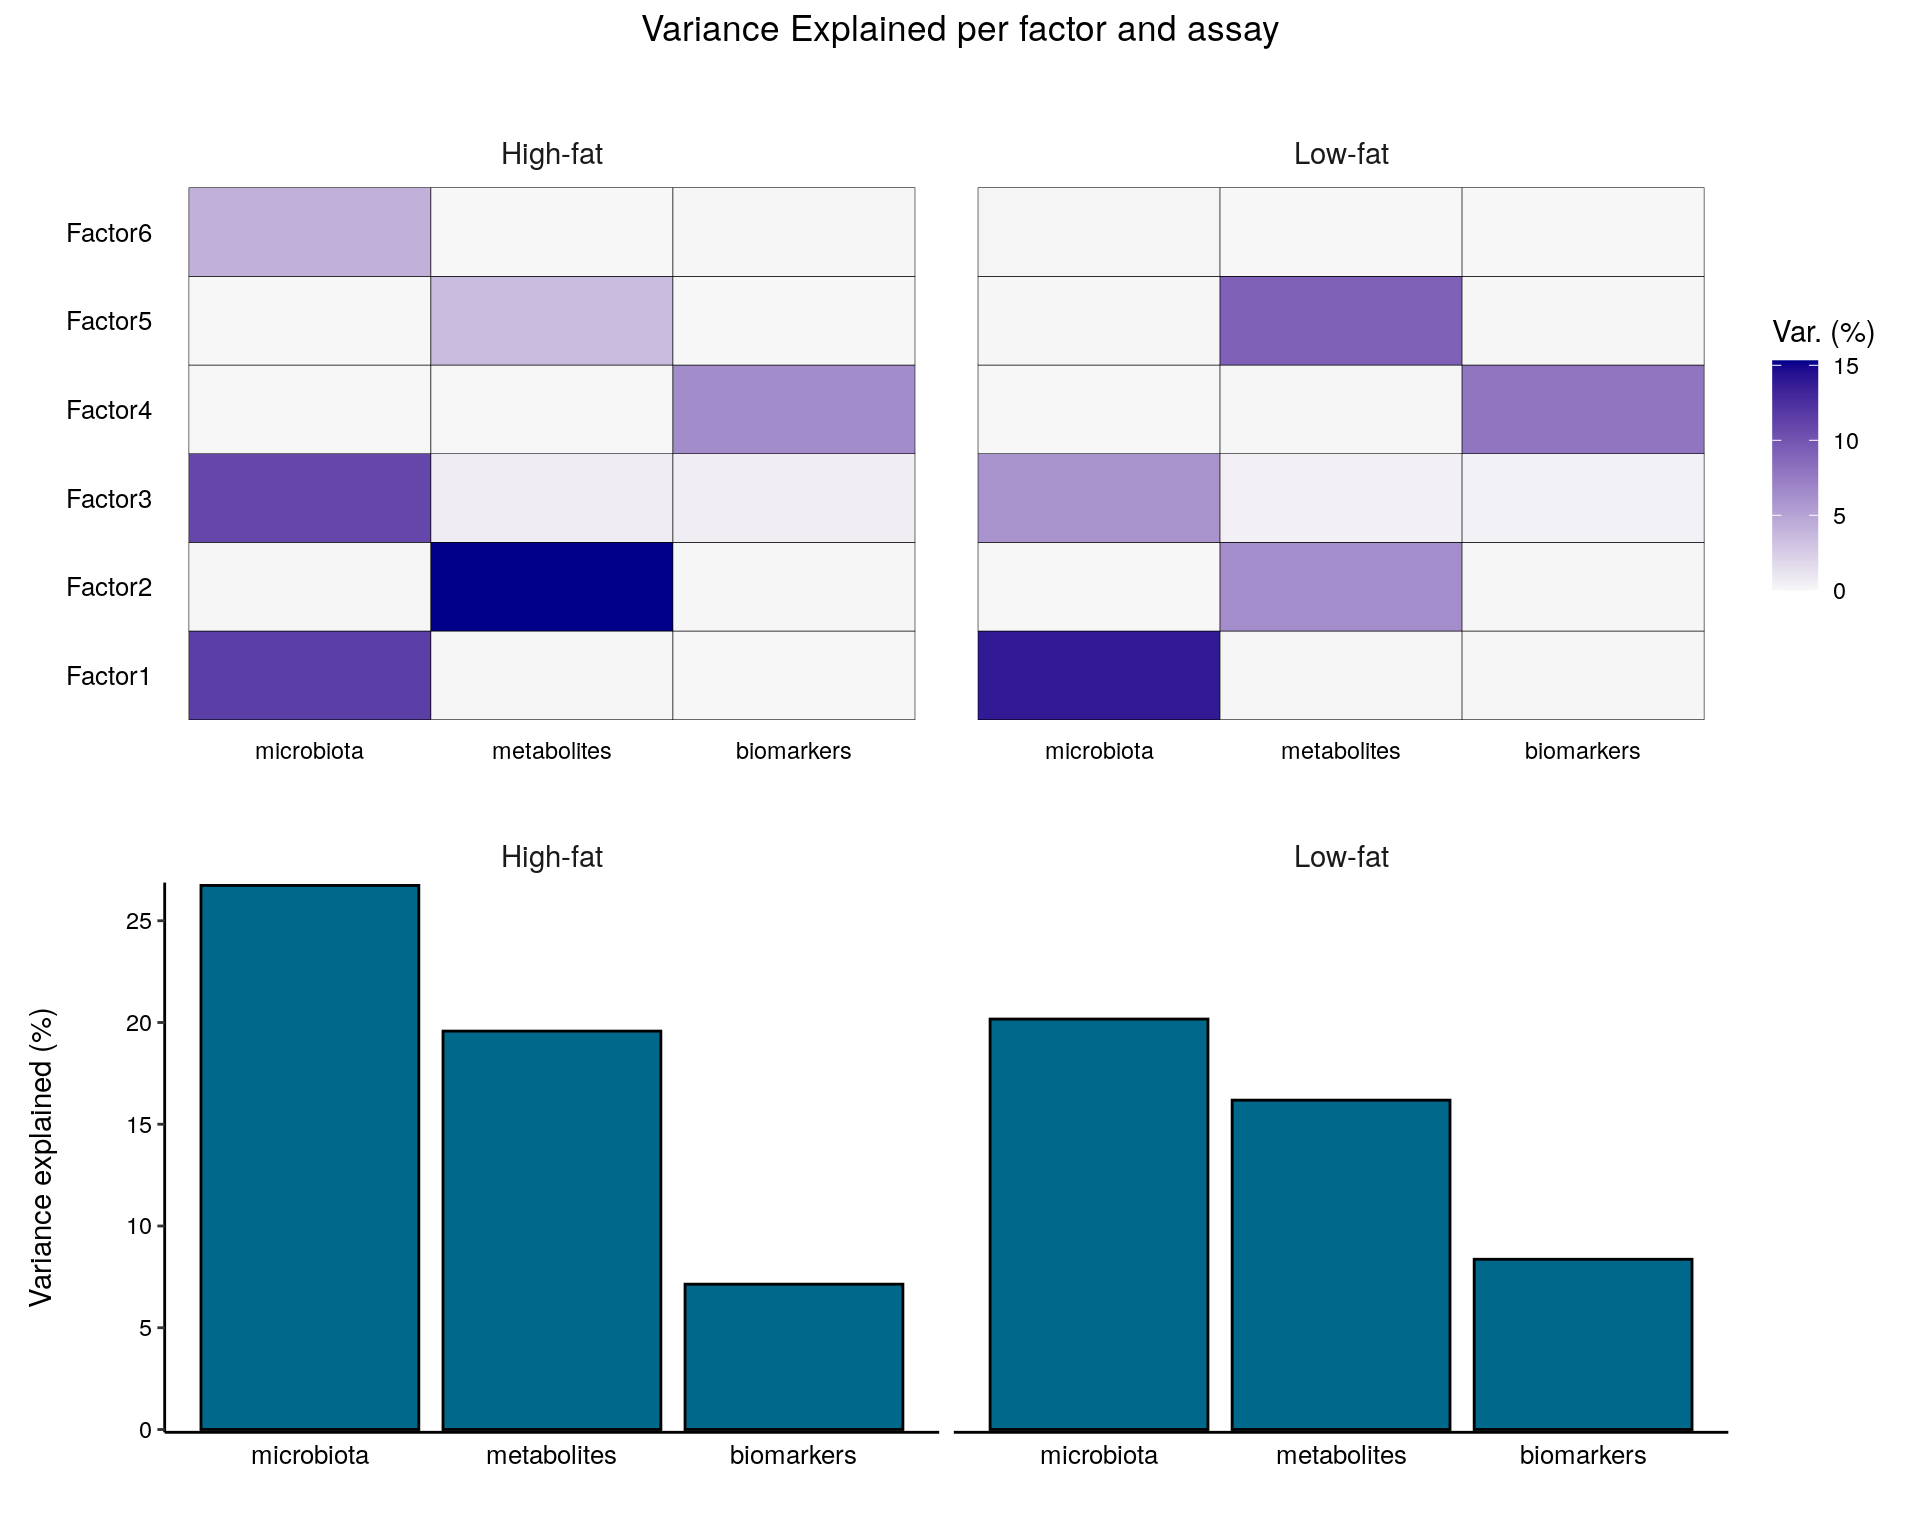 Variance Explained per factor and assay
High-fat
Low-fat
Factor6
Factor5
Factor4
Factor3
Factor2
Factor1
microbiota metabolites biomarkers
microbiota metabolites biomarkers
Var. (%)
15
10
5
0
High-fat
Low-fat
Variance explained (%)
25
20
15
10
5
0
microbiota metabolites biomarkers
microbiota metabolites biomarkers